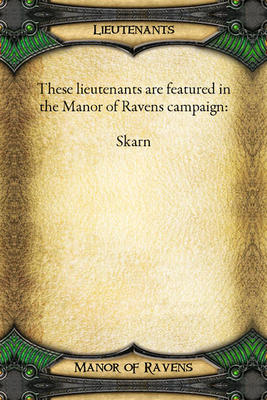 Lieutenants
These lieutenants are featured in
the Manor of Ravens campaign:
Skarn
Manor of Ravens